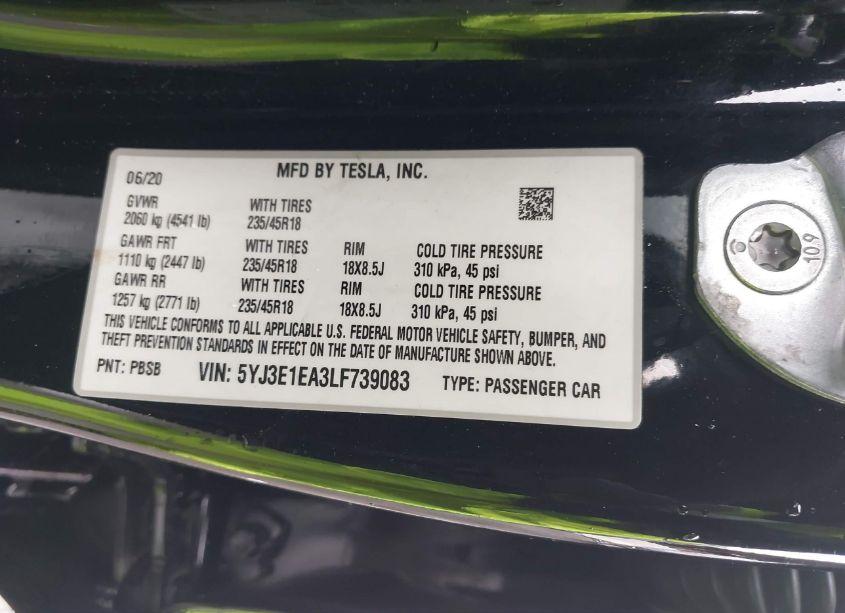 MFD BY TESLA, INC.
06/20
GVWR WITH TIRES
2060 kg (4541 lb) 235/45R18
GAWR FRT WITH TIRES RIM COLD TIRE PRESSURE
1110 kg (2447 lb) 235/45R18 18X8.5J 310 kPa, 45 psi
GAWR RR WITH TIRES RIM COLD TIRE PRESSURE
1257 kg (2771 lb) 235/45R18 18X8.5J 310 kPa, 45 psi
THIS VEHICLE CONFORMS TO ALL APPLICABLE U.S. FEDERAL MOTOR VEHICLE SAFETY, BUMPER, AND
THEFT PREVENTION STANDARDS IN EFFECT ON THE DATE OF MANUFACTURE SHOWN ABOVE.
PNT: PBSB VIN: 5YJ3E1EA3LF739083 TYPE: PASSENGER CAR
10.9